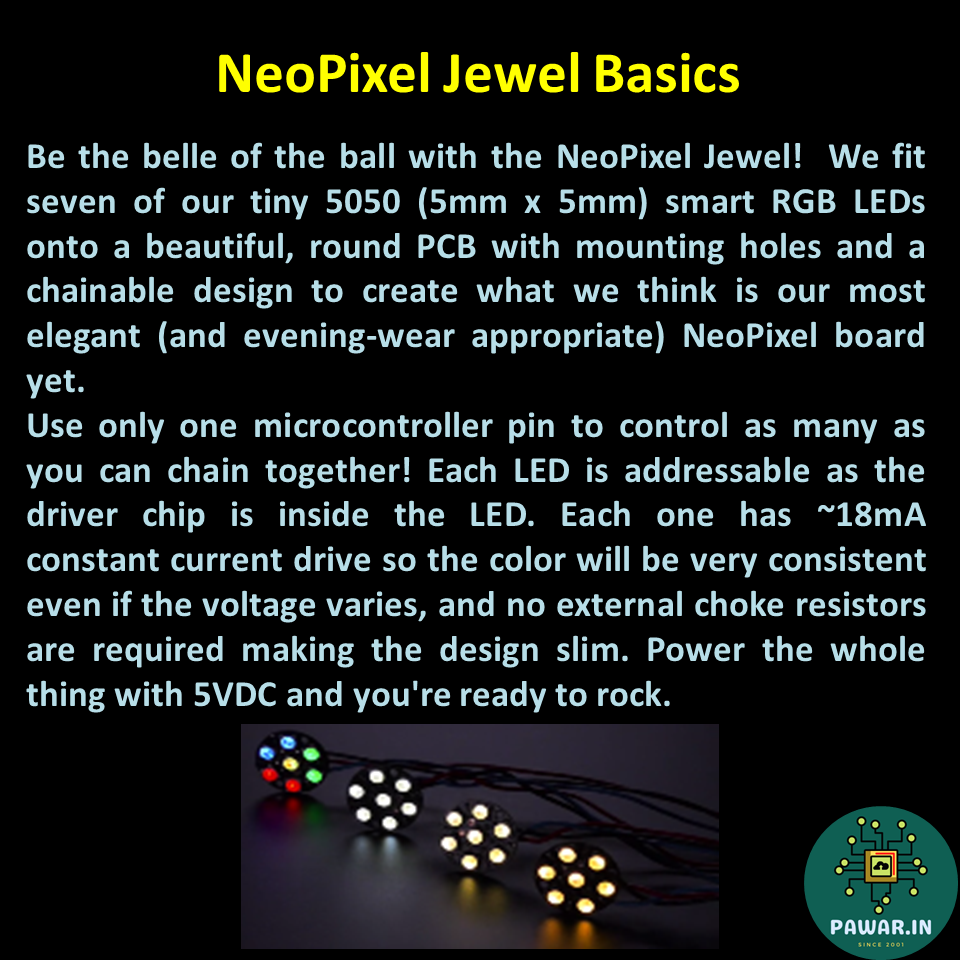 NeoPixel Jewel Basics
Be the belle of the ball with the NeoPixel Jewel!  We fit
seven of our tiny 5050 (5mm x 5mm) smart RGB LEDs
onto a beautiful, round PCB with mounting holes and a
chainable design to create what we think is our most
elegant (and evening-wear appropriate) NeoPixel board
yet.
Use only one microcontroller pin to control as many as
you can chain together! Each LED is addressable as the
driver chip is inside the LED. Each one has ~18mA
constant current drive so the color will be very consistent
even if the voltage varies, and no external choke resistors
are required making the design slim. Power the whole
thing with 5VDC and you're ready to rock.
PAWAR.IN
SINCE 2001